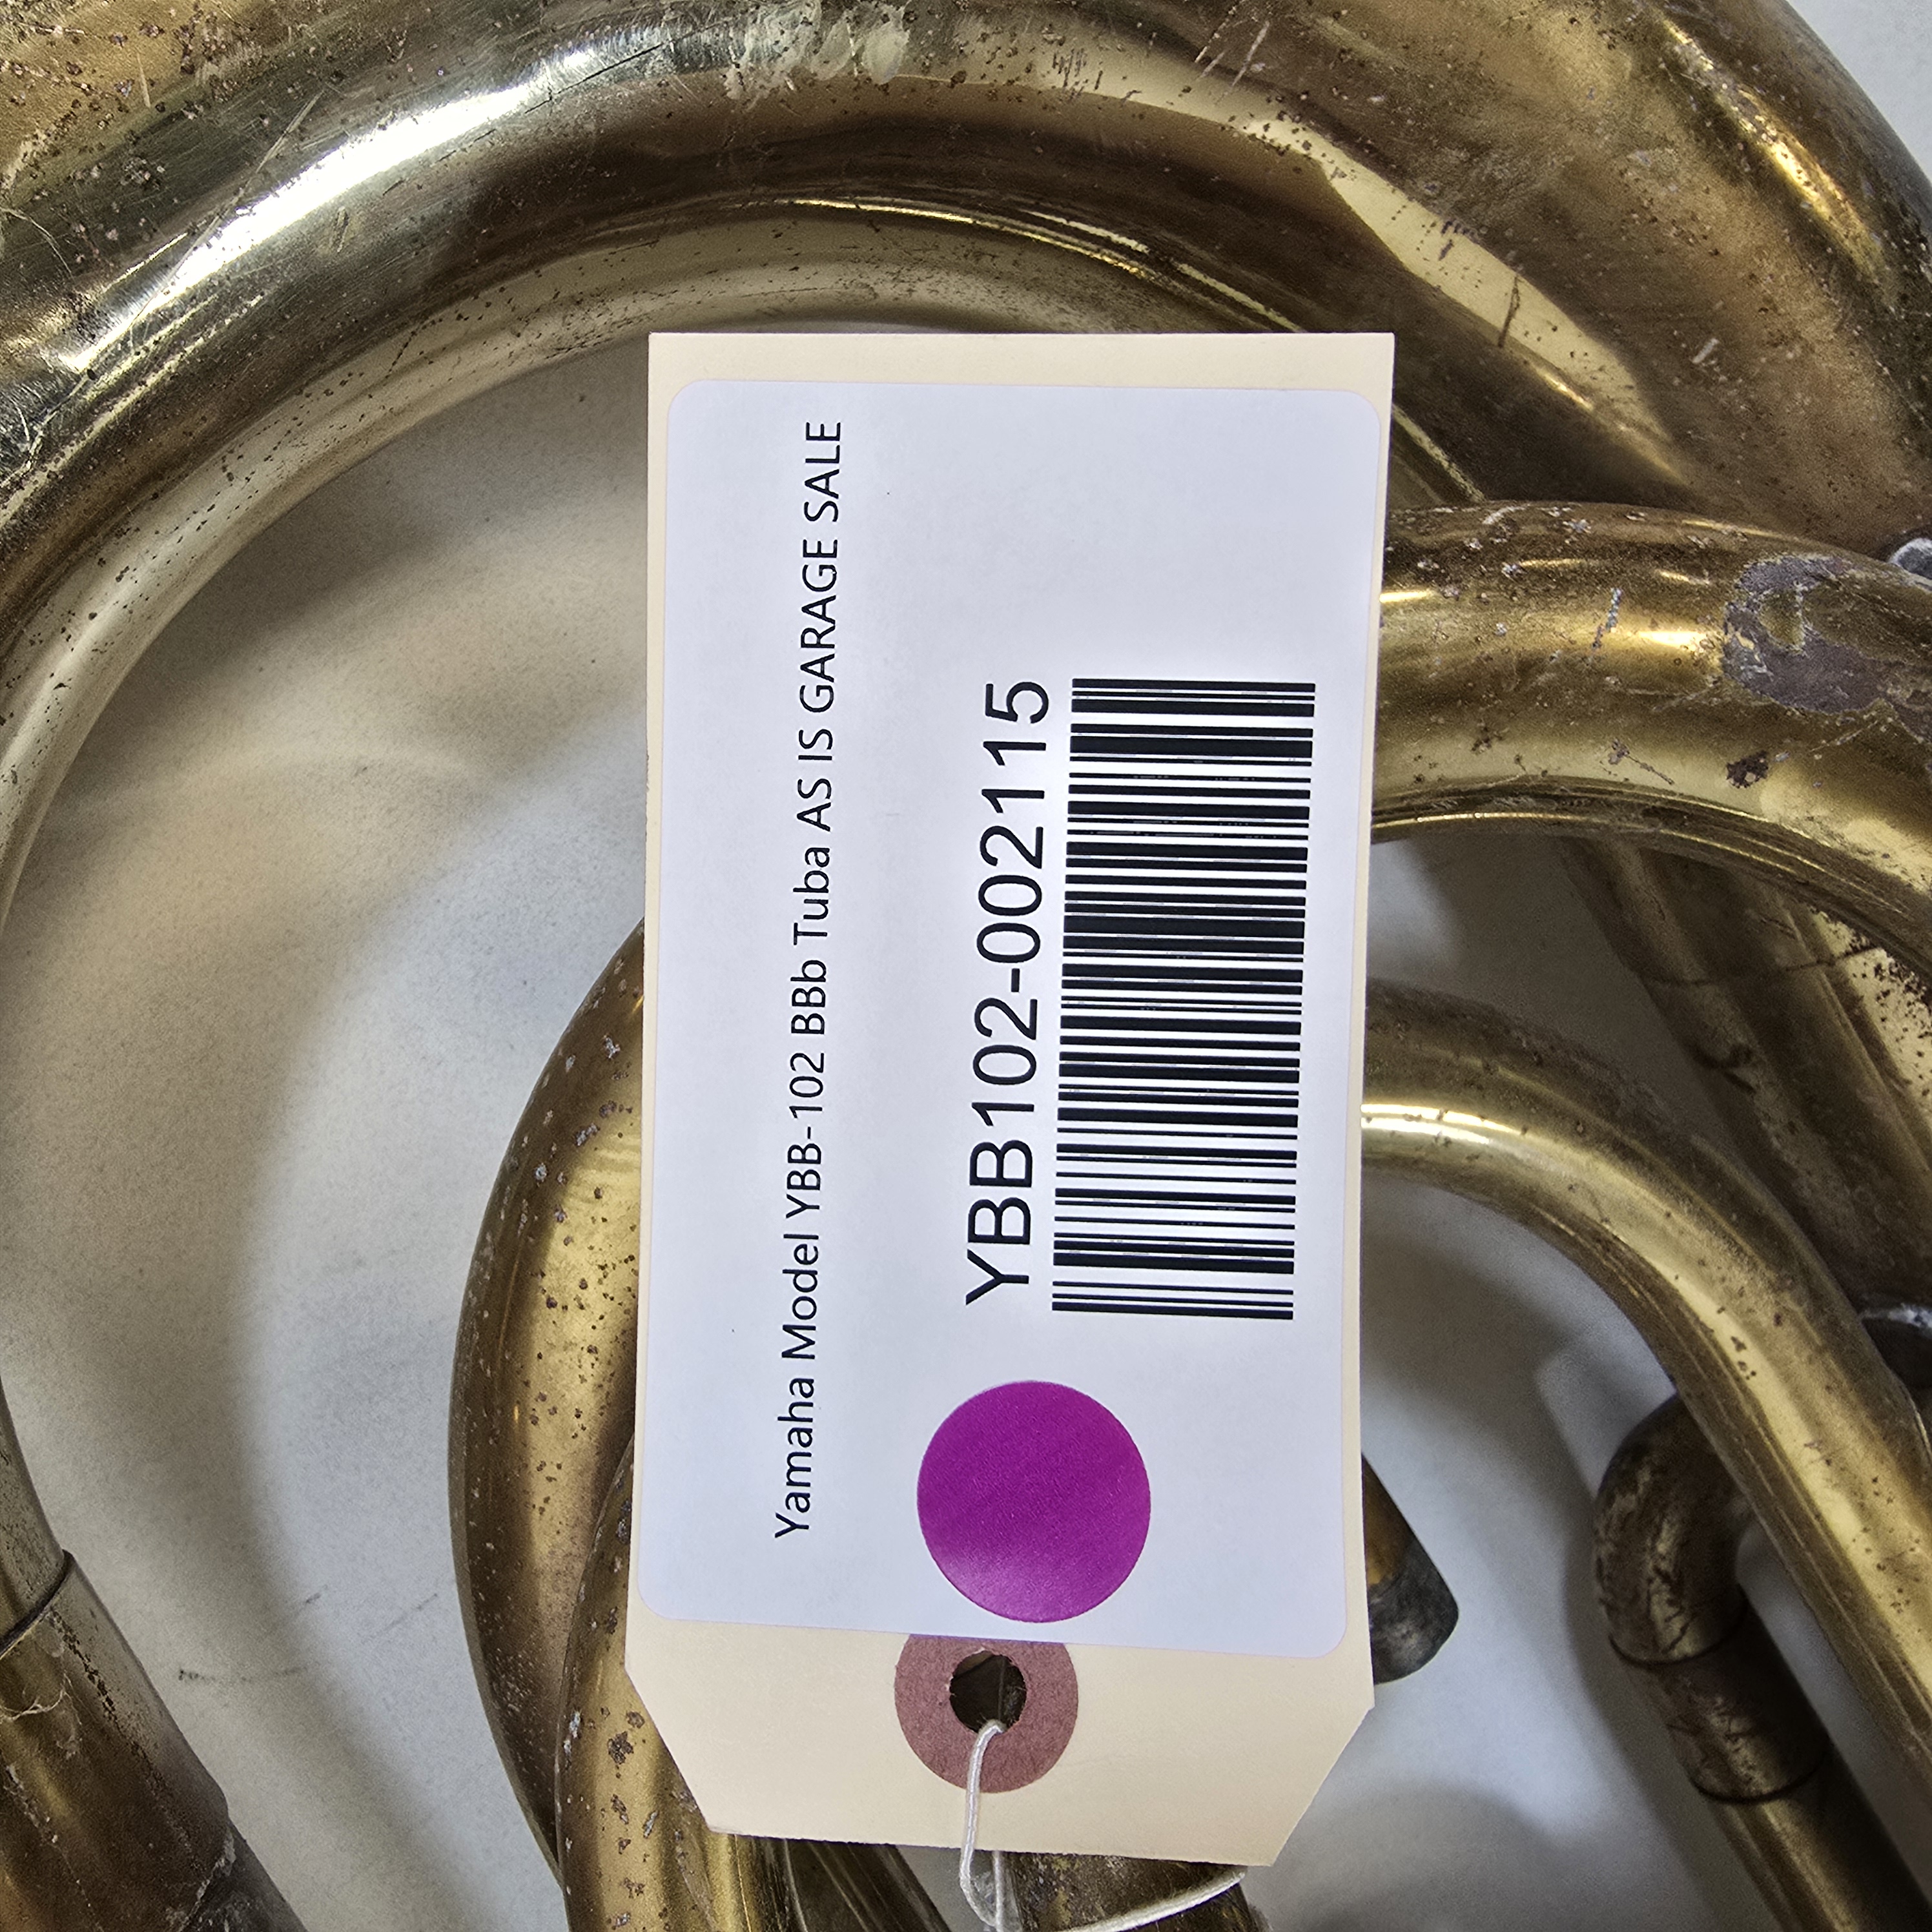 Yamaha Model YBB-102 BBb Tuba AS IS GARAGE SALE
YBB102-002115